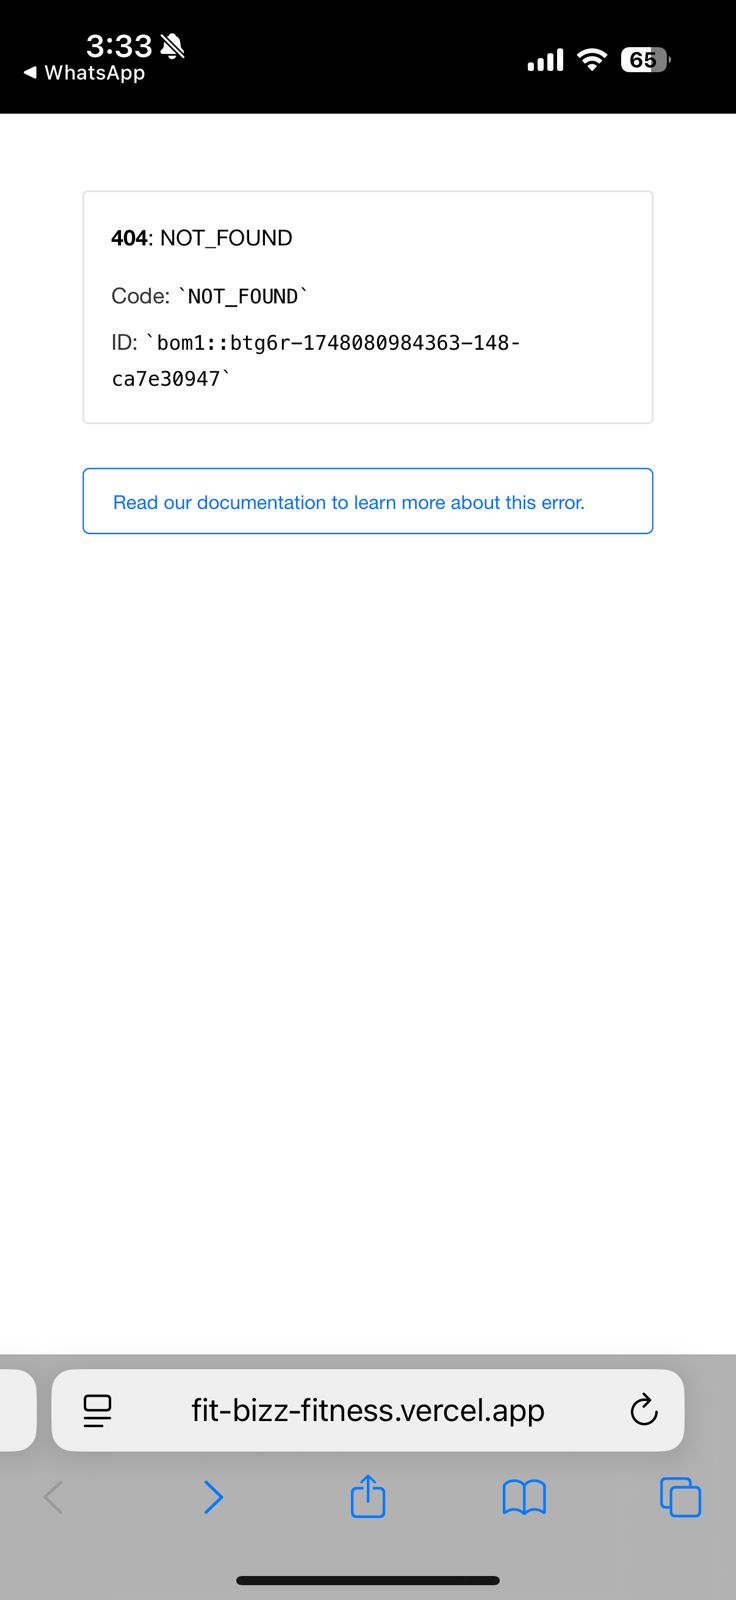 3:33
◀ WhatsApp
65
404: NOT_FOUND
Code: `NOT_FOUND`
ID: `bom1::btg6r-1748080984363-148-
ca7e30947`
Read our documentation to learn more about this error.
fit-bizz-fitness.vercel.app